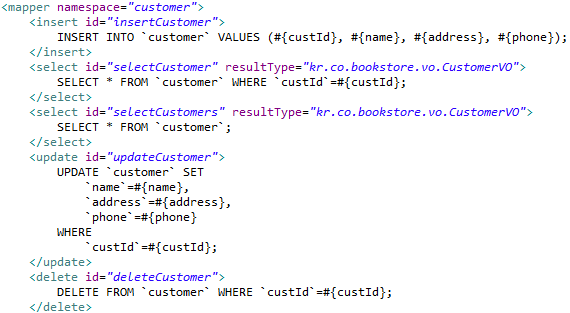 <mapper namespace="customer">
    <insert id="insertCustomer">
        INSERT INTO `customer` VALUES (#{custId}, #{name}, #{address}, #{phone});
    </insert>
    <select id="selectCustomer" resultType="kr.co.bookstore.vo.CustomerVO">
        SELECT * FROM `customer` WHERE `custId`=#{custId};
    </select>
    <select id="selectCustomers" resultType="kr.co.bookstore.vo.CustomerVO">
        SELECT * FROM `customer`;
    </select>
    <update id="updateCustomer">
        UPDATE `customer` SET
            `name`=#{name},
            `address`=#{address},
            `phone`=#{phone}
        WHERE
            `custId`=#{custId};
    </update>
    <delete id="deleteCustomer">
        DELETE FROM `customer` WHERE `custId`=#{custId};
    </delete>